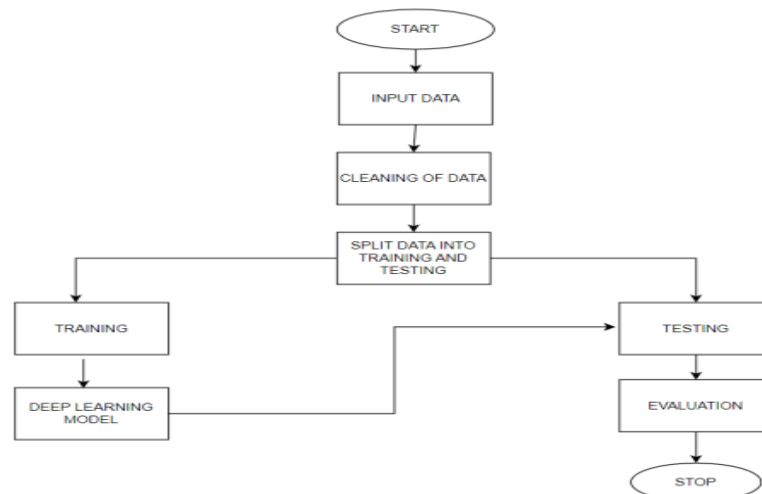 START
INPUT DATA
CLEANING OF DATA
SPLIT DATA INTO
TRAINING AND
TESTING
TRAINING
TESTING
DEEP LEARNING
MODEL
EVALUATION
STOP